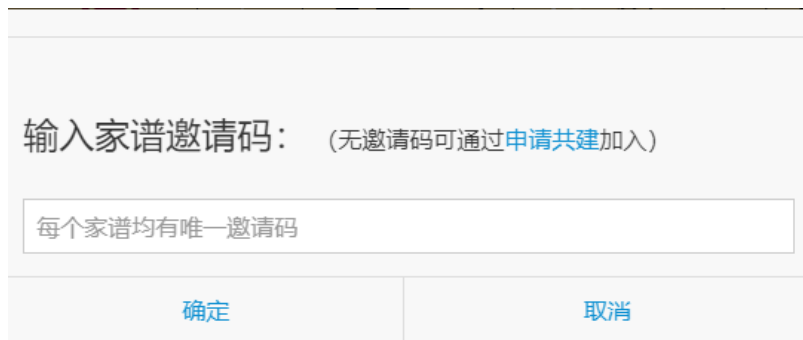 输入家谱邀请码： （无邀请码可通过申请共建加入）
每个家谱均有唯一邀请码
确定 取消